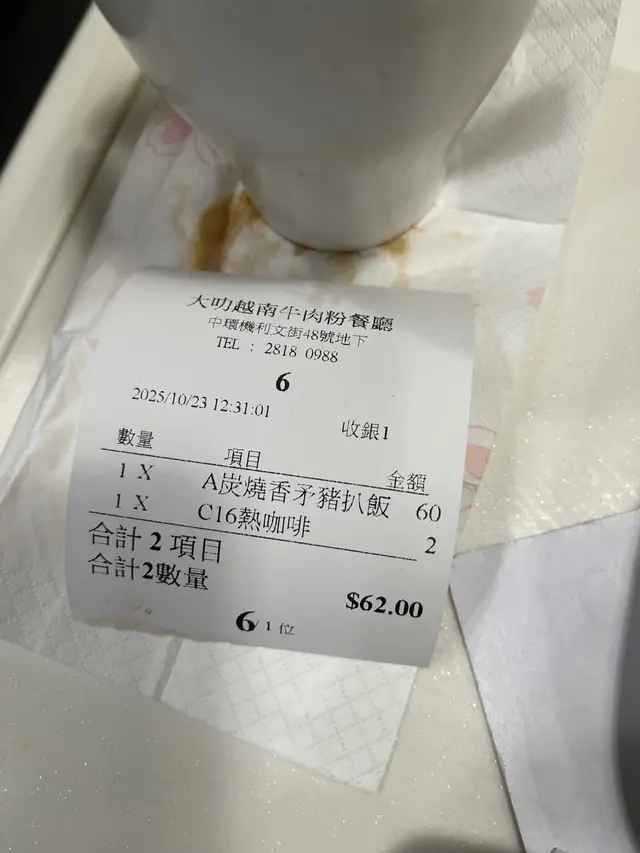 大叻越南牛肉粉餐廳
中環機利文街48號地下
TEL : 2818 0988
6
2025/10/23 12:31:01 收銀1
數量 項目 金額
1 X A炭燒香矛豬扒飯 60
1 X C16熱咖啡 2
合計 2 項目
合計2數量
$62.00
6/1 位